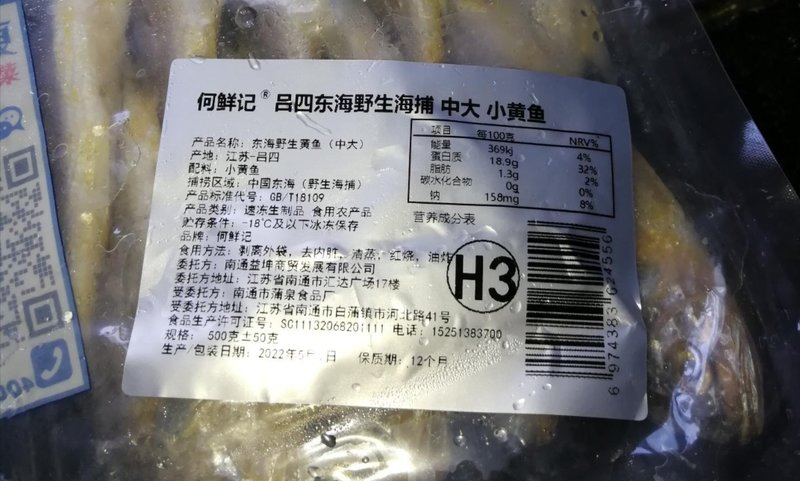 何鲜记® 吕四东海野生海捕 中大 小黄鱼
产品名称：东海野生黄鱼（中大）
产地：江苏-吕四
配料：小黄鱼
捕捞区域：中国东海（野生海捕）
产品标准代号：GB/T18109
产品类别：速冻生制品 食用农产品
贮存条件：-18℃及以下冰冻保存
品牌：何鲜记
食用方法：剥离外袋，去内脏，清蒸，红烧，油炸
委托方：南通益坤商贸发展有限公司
委托方地址：江苏省南通市汇达广场17楼
受委托方：南通市蒲泉食品厂
受委托方地址：江苏省南通市白蒲镇市河北路41号
食品生产许可证号：SC11132068201111 电话：15251383700
规格：500克±50克
生产/包装日期：2022年5月 日 保质期：12个月
项目 每100克 NRV%
能量 369kj 4%
蛋白质 18.9g 32%
脂肪 1.3g 2%
碳水化合物 0g 0%
钠 158mg 8%
营养成分表
H3
400